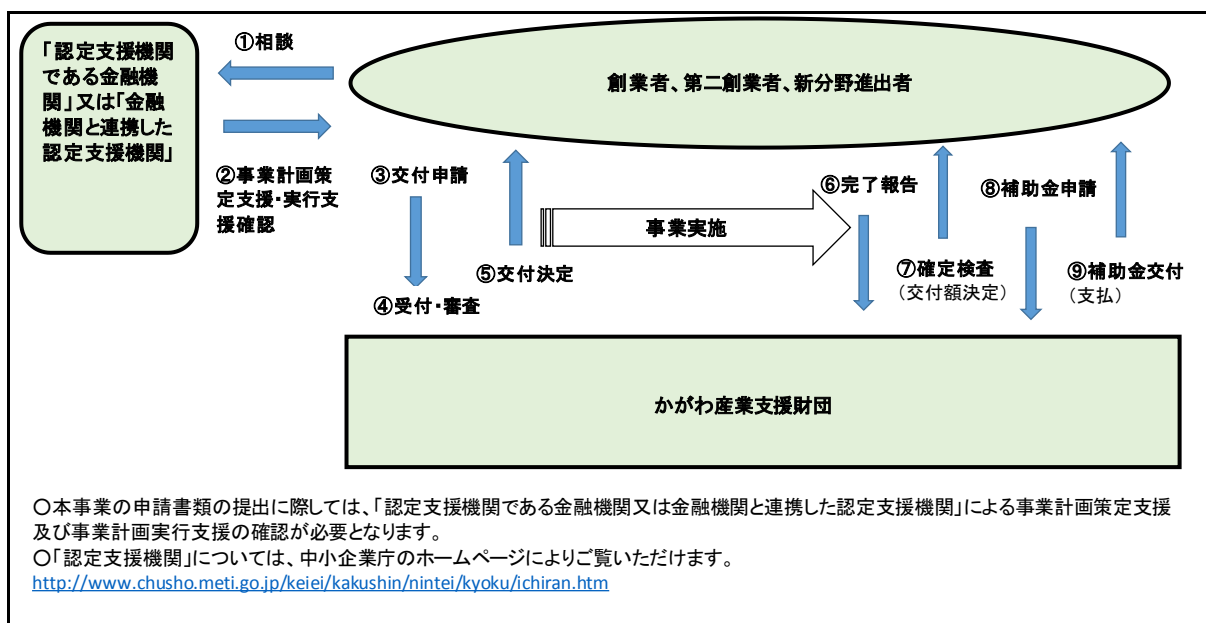 「認定支援機関
である金融機
関」又は「金融
機関と連携した
認定支援機関」
①相談
②事業計画策
定支援・実行支
援確認
創業者、第二創業者、新分野進出者
③交付申請
④受付・審査
⑤交付決定
事業実施
⑥完了報告
⑦確定検査
（交付額決定）
⑧補助金申請
⑨補助金交付
（支払）
かがわ産業支援財団
○本事業の申請書類の提出に際しては、「認定支援機関である金融機関又は金融機関と連携した認定支援機関」による事業計画策定支援
及び事業計画実行支援の確認が必要となります。
○「認定支援機関」については、中小企業庁のホームページによりご覧いただけます。
http://www.chusho.meti.go.jp/keiei/kakushin/nintei/kyoku/ichiran.htm